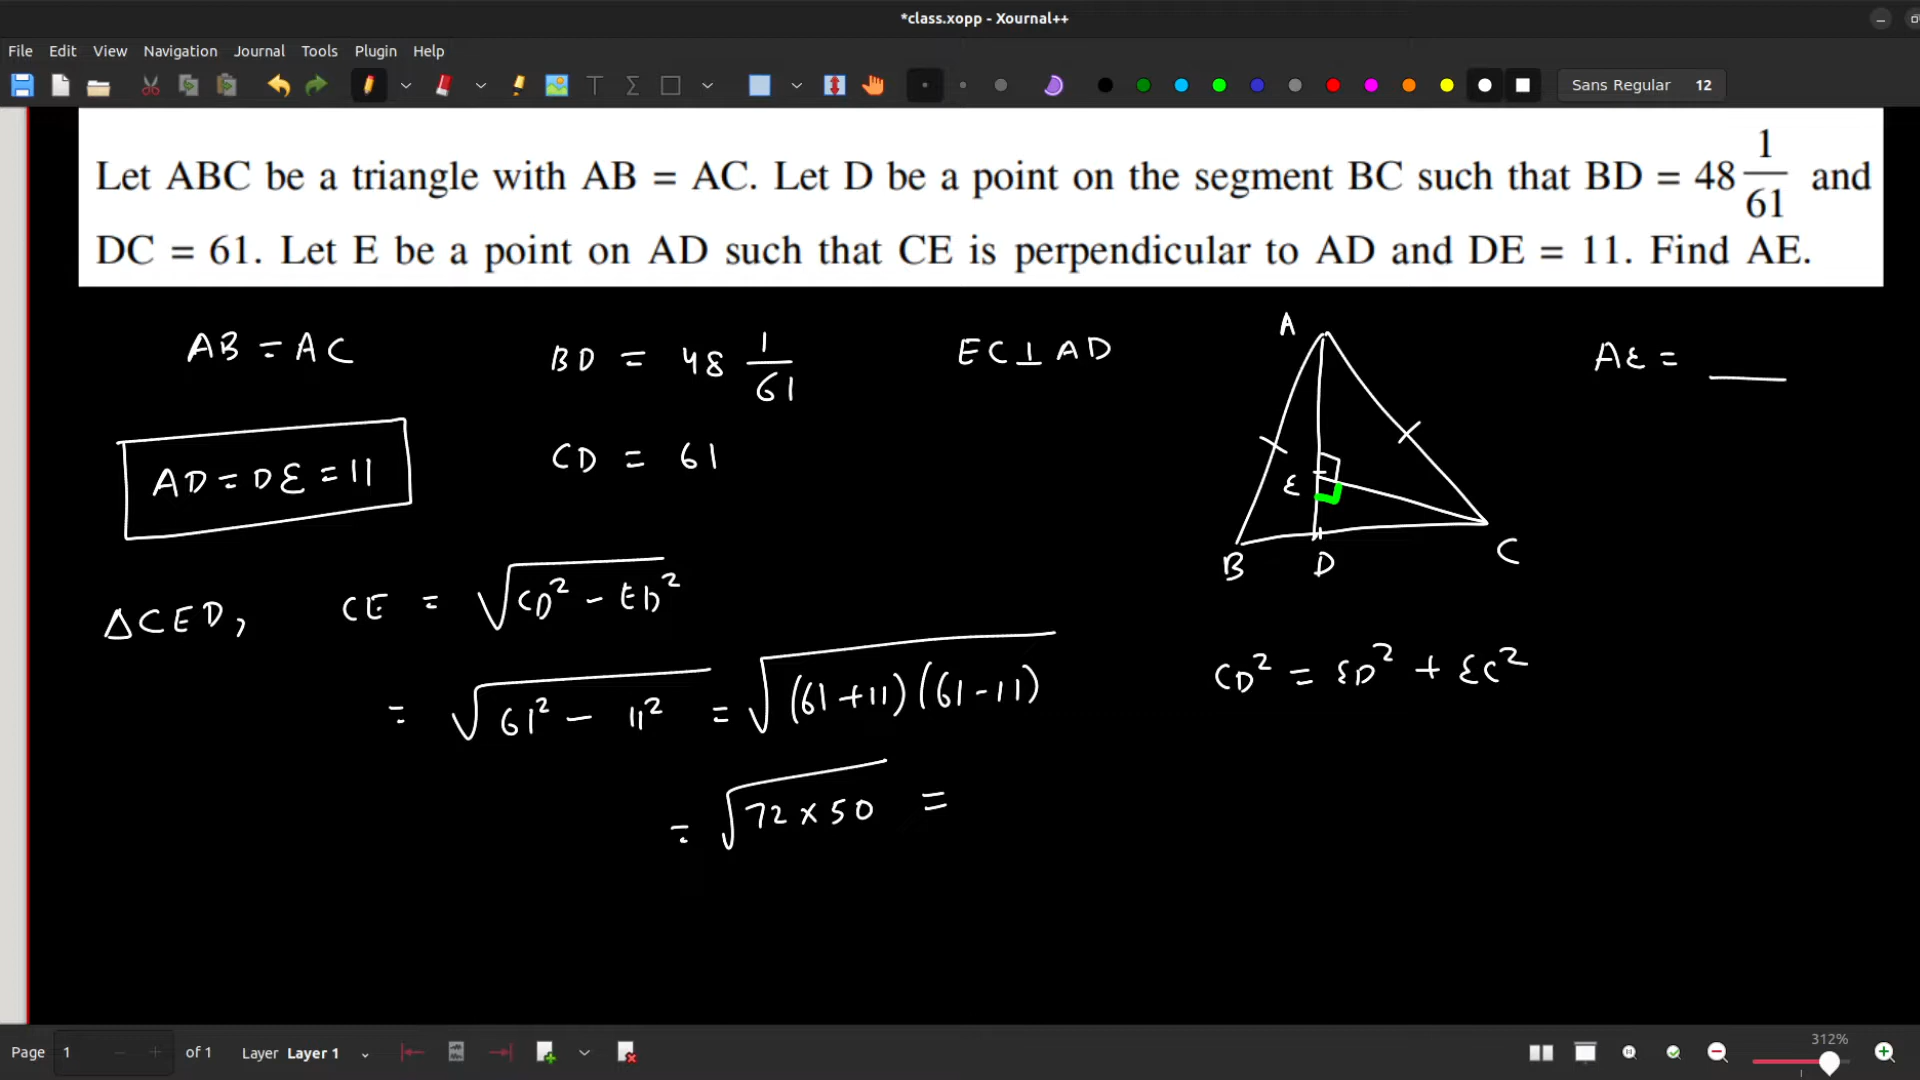 *class.xopp - Xournal++
File Edit View Navigation Journal Tools Plugin Help
Sans Regular 12
Let ABC be a triangle with AB = AC. Let D be a point on the segment BC such that BD = 48 1/61 and
DC = 61. Let E be a point on AD such that CE is perpendicular to AD and DE = 11. Find AE.
AB = AC
BD = 48 1/61
EC ⊥ AD
A
AE = ___
AD = DE = 11
CD = 61
E
B D C
△CED, CE = √(CD² - ED²)
= √(61² - 11²) = √((61+11)(61-11))
CD² = ED² + EC²
= √(72 x 50) =
Page 1 of 1 Layer Layer 1
312%